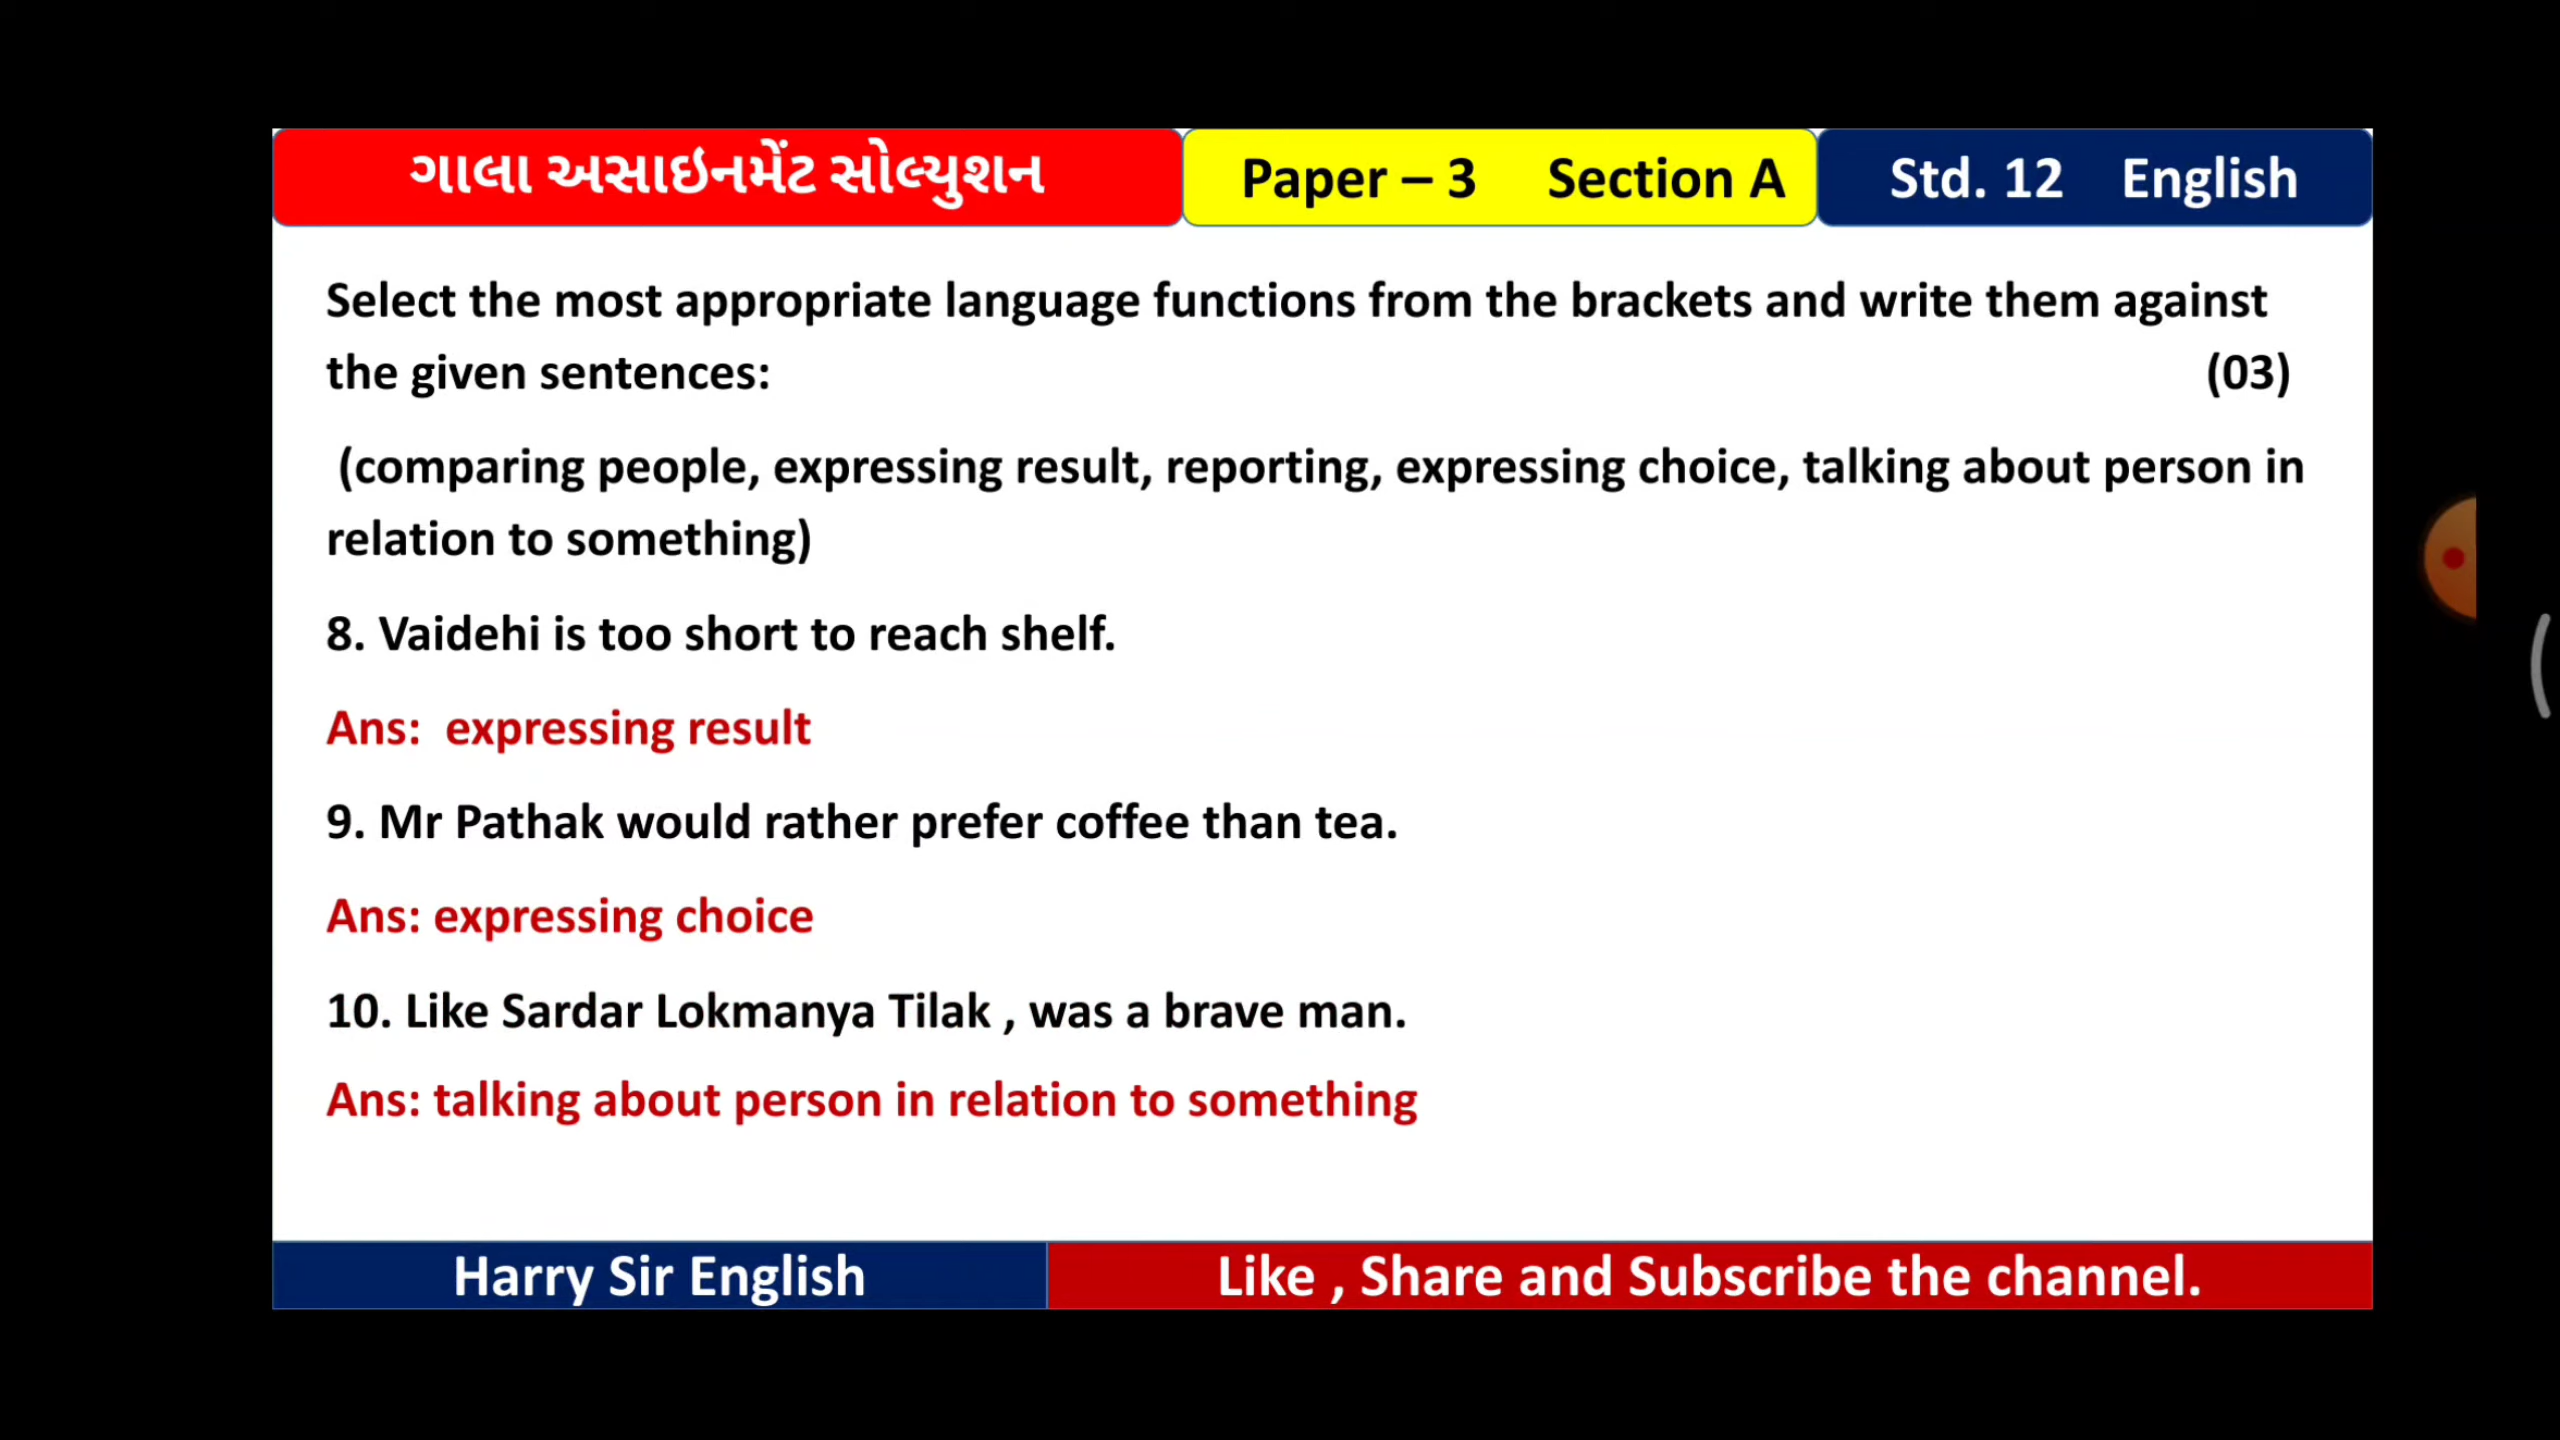 ગાલા અસાઇનમેંટ સોલ્યુશન Paper – 3 Section A Std. 12 English
Select the most appropriate language functions from the brackets and write them against
the given sentences: (03)
(comparing people, expressing result, reporting, expressing choice, talking about person in
relation to something)
8. Vaidehi is too short to reach shelf.
Ans: expressing result
9. Mr Pathak would rather prefer coffee than tea.
Ans: expressing choice
10. Like Sardar Lokmanya Tilak , was a brave man.
Ans: talking about person in relation to something
Harry Sir English Like , Share and Subscribe the channel.